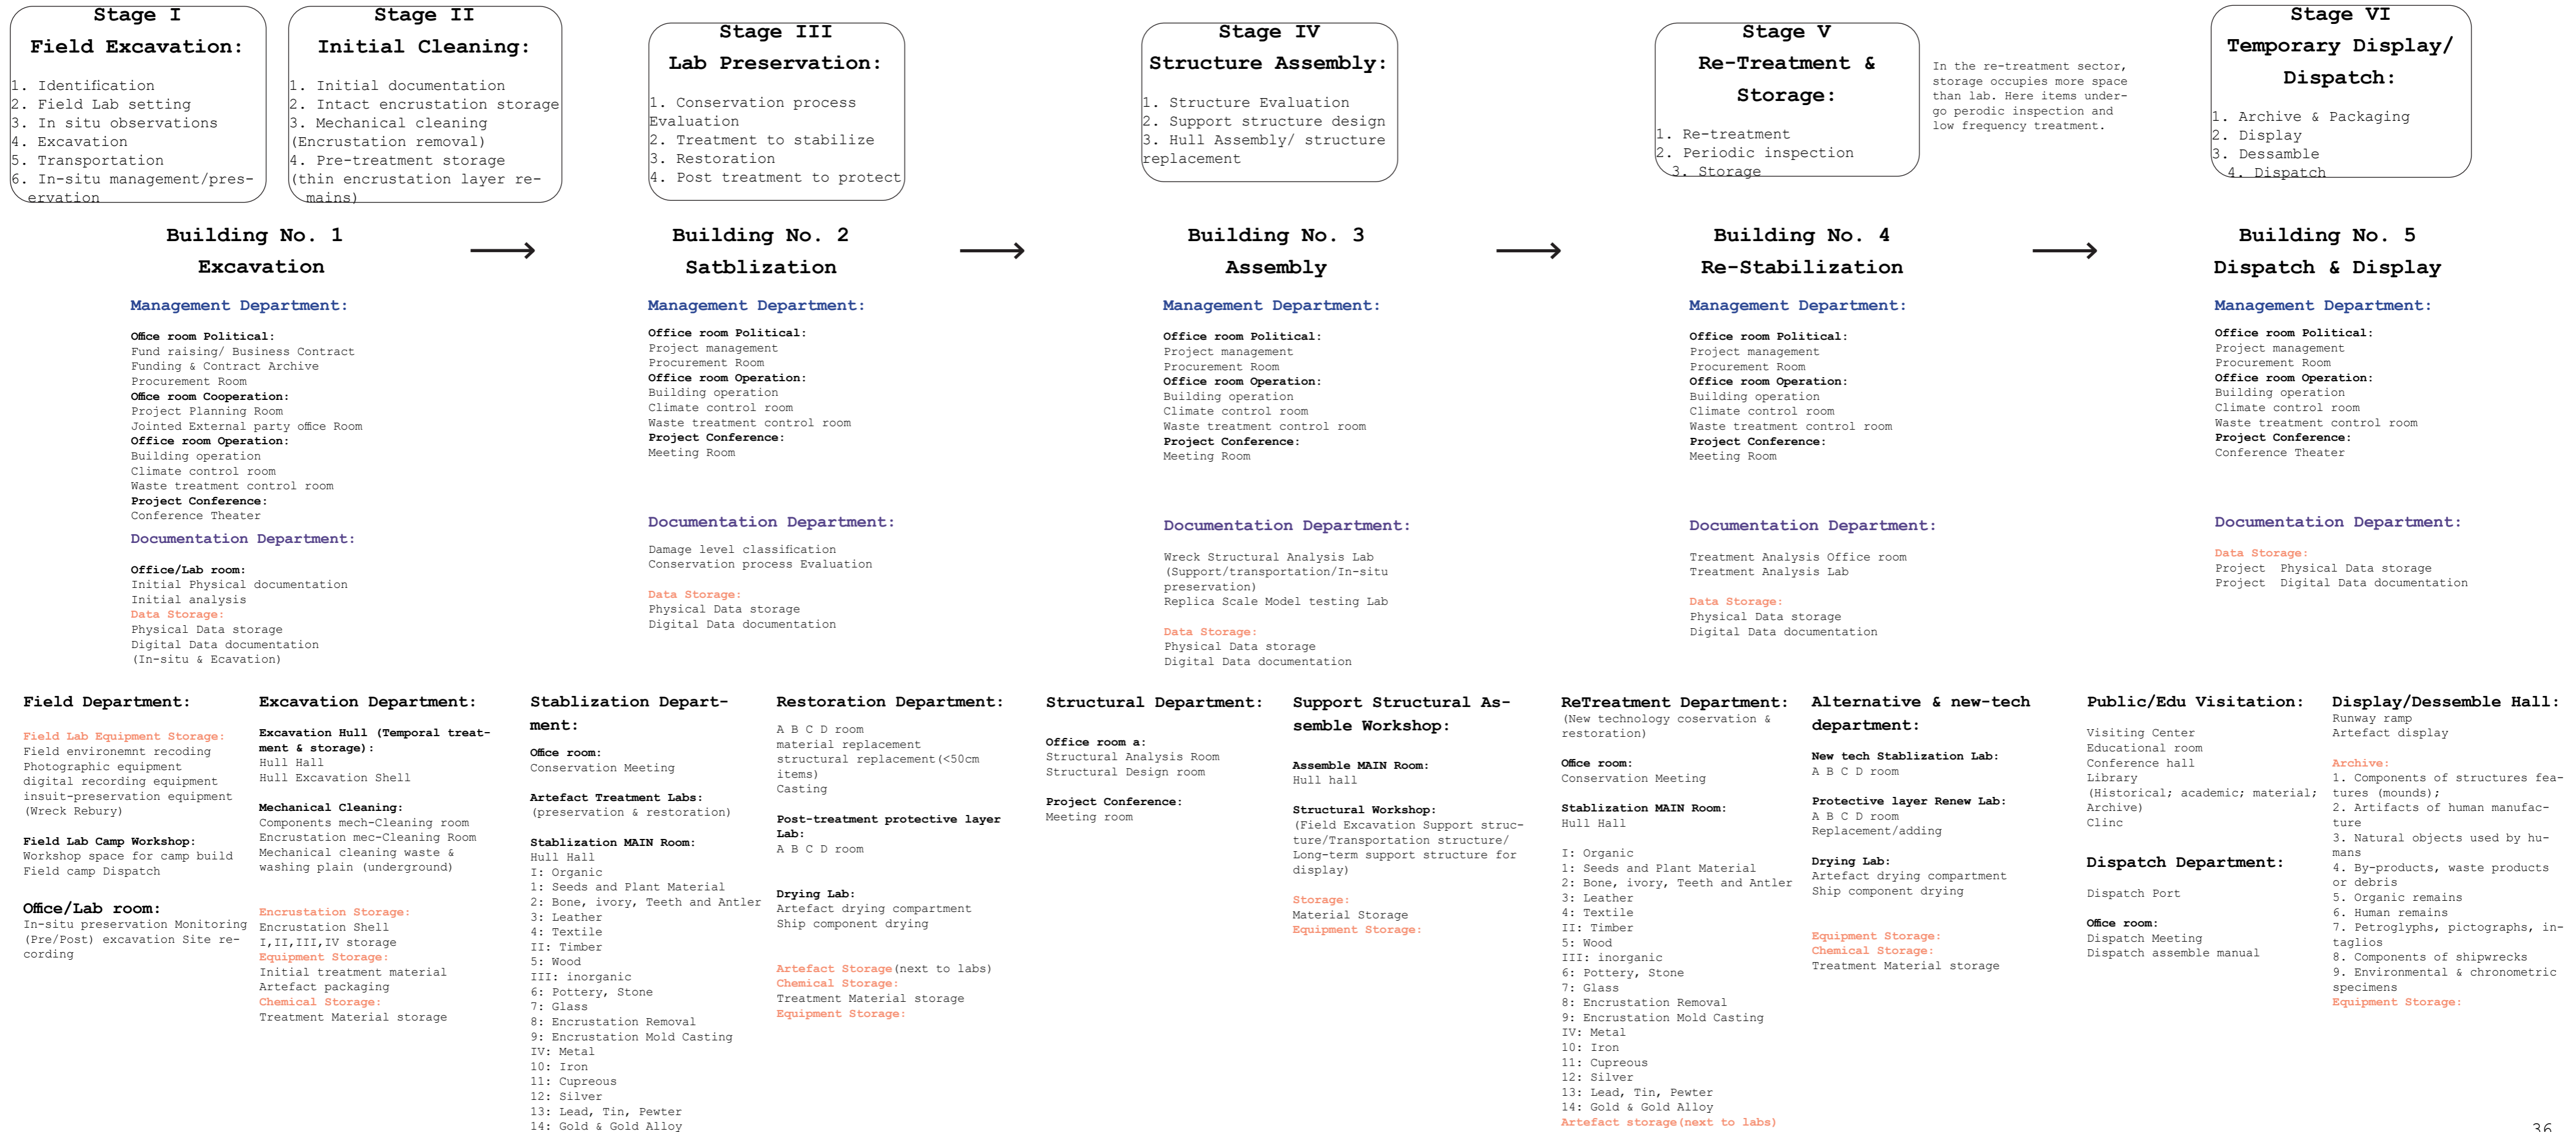 Stage I
Field Excavation:
1. Identification
2. Field Lab setting
3. In situ observations
4. Excavation
5. Transportation
6. In-situ management/pres-
ervation
Stage II
Initial Cleaning:
1. Initial documentation
2. Intact encrustation storage
3. Mechanical cleaning
(Encrustation removal)
4. Pre-treatment storage
(thin encrustation layer re-
mains)
Stage III
Lab Preservation:
1. Conservation process
Evaluation
2. Treatment to stabilize
3. Restoration
4. Post treatment to protect
Stage IV
Structure Assembly:
1. Structure Evaluation
2. Support structure design
3. Hull Assembly/ structure
replacement
Stage V
Re-Treatment &
Storage:
1. Re-treatment
2. Periodic inspection
3. Storage
In the re-treatment sector,
storage occupies more space
than lab. Here items under-
go perodic inspection and
low frequency treatment.
Stage VI
Temporary Display/
Dispatch:
1. Archive & Packaging
2. Display
3. Dessamble
4. Dispatch
Building No. 1
Excavation
Management Department:
Office room Political:
Fund raising/ Business Contract
Funding & Contract Archive
Procurement Room
Office room Cooperation:
Project Planning Room
Jointed External party office Room
Office room Operation:
Building operation
Climate control room
Waste treatment control room
Project Conference:
Conference Theater
Documentation Department:
Office/Lab room:
Initial Physical documentation
Initial analysis
Data Storage:
Physical Data storage
Digital Data documentation
(In-situ & Ecavation)
Building No. 2
Satblization
Management Department:
Office room Political:
Project management
Procurement Room
Office room Operation:
Building operation
Climate control room
Waste treatment control room
Project Conference:
Meeting Room
Documentation Department:
Damage level classification
Conservation process Evaluation
Data Storage:
Physical Data storage
Digital Data documentation
Building No. 3
Assembly
Management Department:
Office room Political:
Project management
Procurement Room
Office room Operation:
Building operation
Climate control room
Waste treatment control room
Project Conference:
Meeting Room
Documentation Department:
Wreck Structural Analysis Lab
(Support/transportation/In-situ
preservation)
Replica Scale Model testing Lab
Data Storage:
Physical Data storage
Digital Data documentation
Building No. 4
Re-Stabilization
Management Department:
Office room Political:
Project management
Procurement Room
Office room Operation:
Building operation
Climate control room
Waste treatment control room
Project Conference:
Meeting Room
Documentation Department:
Treatment Analysis Office room
Treatment Analysis Lab
Data Storage:
Physical Data storage
Digital Data documentation
Building No. 5
Dispatch & Display
Management Department:
Office room Political:
Project management
Procurement Room
Office room Operation:
Building operation
Climate control room
Waste treatment control room
Project Conference:
Conference Theater
Documentation Department:
Data Storage:
Project Physical Data storage
Project Digital Data documentation
Field Department:
Field Lab Equipment Storage:
Field environemnt recoding
Photographic equipment
digital recording equipment
insuit-preservation equipment
(Wreck Rebury)
Field Lab Camp Workshop:
Workshop space for camp build
Field camp Dispatch
Office/Lab room:
In-situ preservation Monitoring
(Pre/Post) excavation Site re-
cording
Excavation Department:
Excavation Hull (Temporal treat-
ment & storage):
Hull Hall
Hull Excavation Shell
Mechanical Cleaning:
Components mech-Cleaning room
Encrustation mec-Cleaning Room
Mechanical cleaning waste &
washing plain (underground)
Encrustation Storage:
Encrustation Shell
I,II,III,IV storage
Equipment Storage:
Initial treatment material
Artefact packaging
Chemical Storage:
Treatment Material storage
Stablization Depart-
ment:
Office room:
Conservation Meeting
Artefact Treatment Labs:
(preservation & restoration)
Stablization MAIN Room:
Hull Hall
I: Organic
1: Seeds and Plant Material
2: Bone, ivory, Teeth and Antler
3: Leather
4: Textile
II: Timber
5: Wood
III: inorganic
6: Pottery, Stone
7: Glass
8: Encrustation Removal
9: Encrustation Mold Casting
IV: Metal
10: Iron
11: Cupreous
12: Silver
13: Lead, Tin, Pewter
14: Gold & Gold Alloy
Restoration Department:
A B C D room
material replacement
structural replacement(<50cm
items)
Casting
Post-treatment protective layer
Lab:
A B C D room
Drying Lab:
Artefact drying compartment
Ship component drying
Artefact Storage(next to labs)
Chemical Storage:
Treatment Material storage
Equipment Storage:
Structural Department:
Office room a:
Structural Analysis Room
Structural Design room
Project Conference:
Meeting room
Support Structural As-
semble Workshop:
Assemble MAIN Room:
Hull hall
Structural Workshop:
(Field Excavation Support struc-
ture/Transportation structure/
Long-term support structure for
display)
Storage:
Material Storage
Equipment Storage:
ReTreatment Department:
(New technology coservation &
restoration)
Office room:
Conservation Meeting
Stablization MAIN Room:
Hull Hall
I: Organic
1: Seeds and Plant Material
2: Bone, ivory, Teeth and Antler
3: Leather
4: Textile
II: Timber
5: Wood
III: inorganic
6: Pottery, Stone
7: Glass
8: Encrustation Removal
9: Encrustation Mold Casting
IV: Metal
10: Iron
11: Cupreous
12: Silver
13: Lead, Tin, Pewter
14: Gold & Gold Alloy
Artefact storage(next to labs)
Alternative & new-tech
department:
New tech Stablization Lab:
A B C D room
Protective layer Renew Lab:
A B C D room
Replacement/adding
Drying Lab:
Artefact drying compartment
Ship component drying
Equipment Storage:
Chemical Storage:
Treatment Material storage
Public/Edu Visitation:
Visiting Center
Educational room
Conference hall
Library
(Historical; academic; material;
Archive)
Clinc
Dispatch Department:
Dispatch Port
Office room:
Dispatch Meeting
Dispatch assemble manual
Display/Dessemble Hall:
Runway ramp
Artefact display
Archive:
1. Components of structures fea-
tures (mounds);
2. Artifacts of human manufac-
ture
3. Natural objects used by hu-
mans
4. By-products, waste products
or debris
5. Organic remains
6. Human remains
7. Petroglyphs, pictographs, in-
taglios
8. Components of shipwrecks
9. Environmental & chronometric
specimens
Equipment Storage:
36